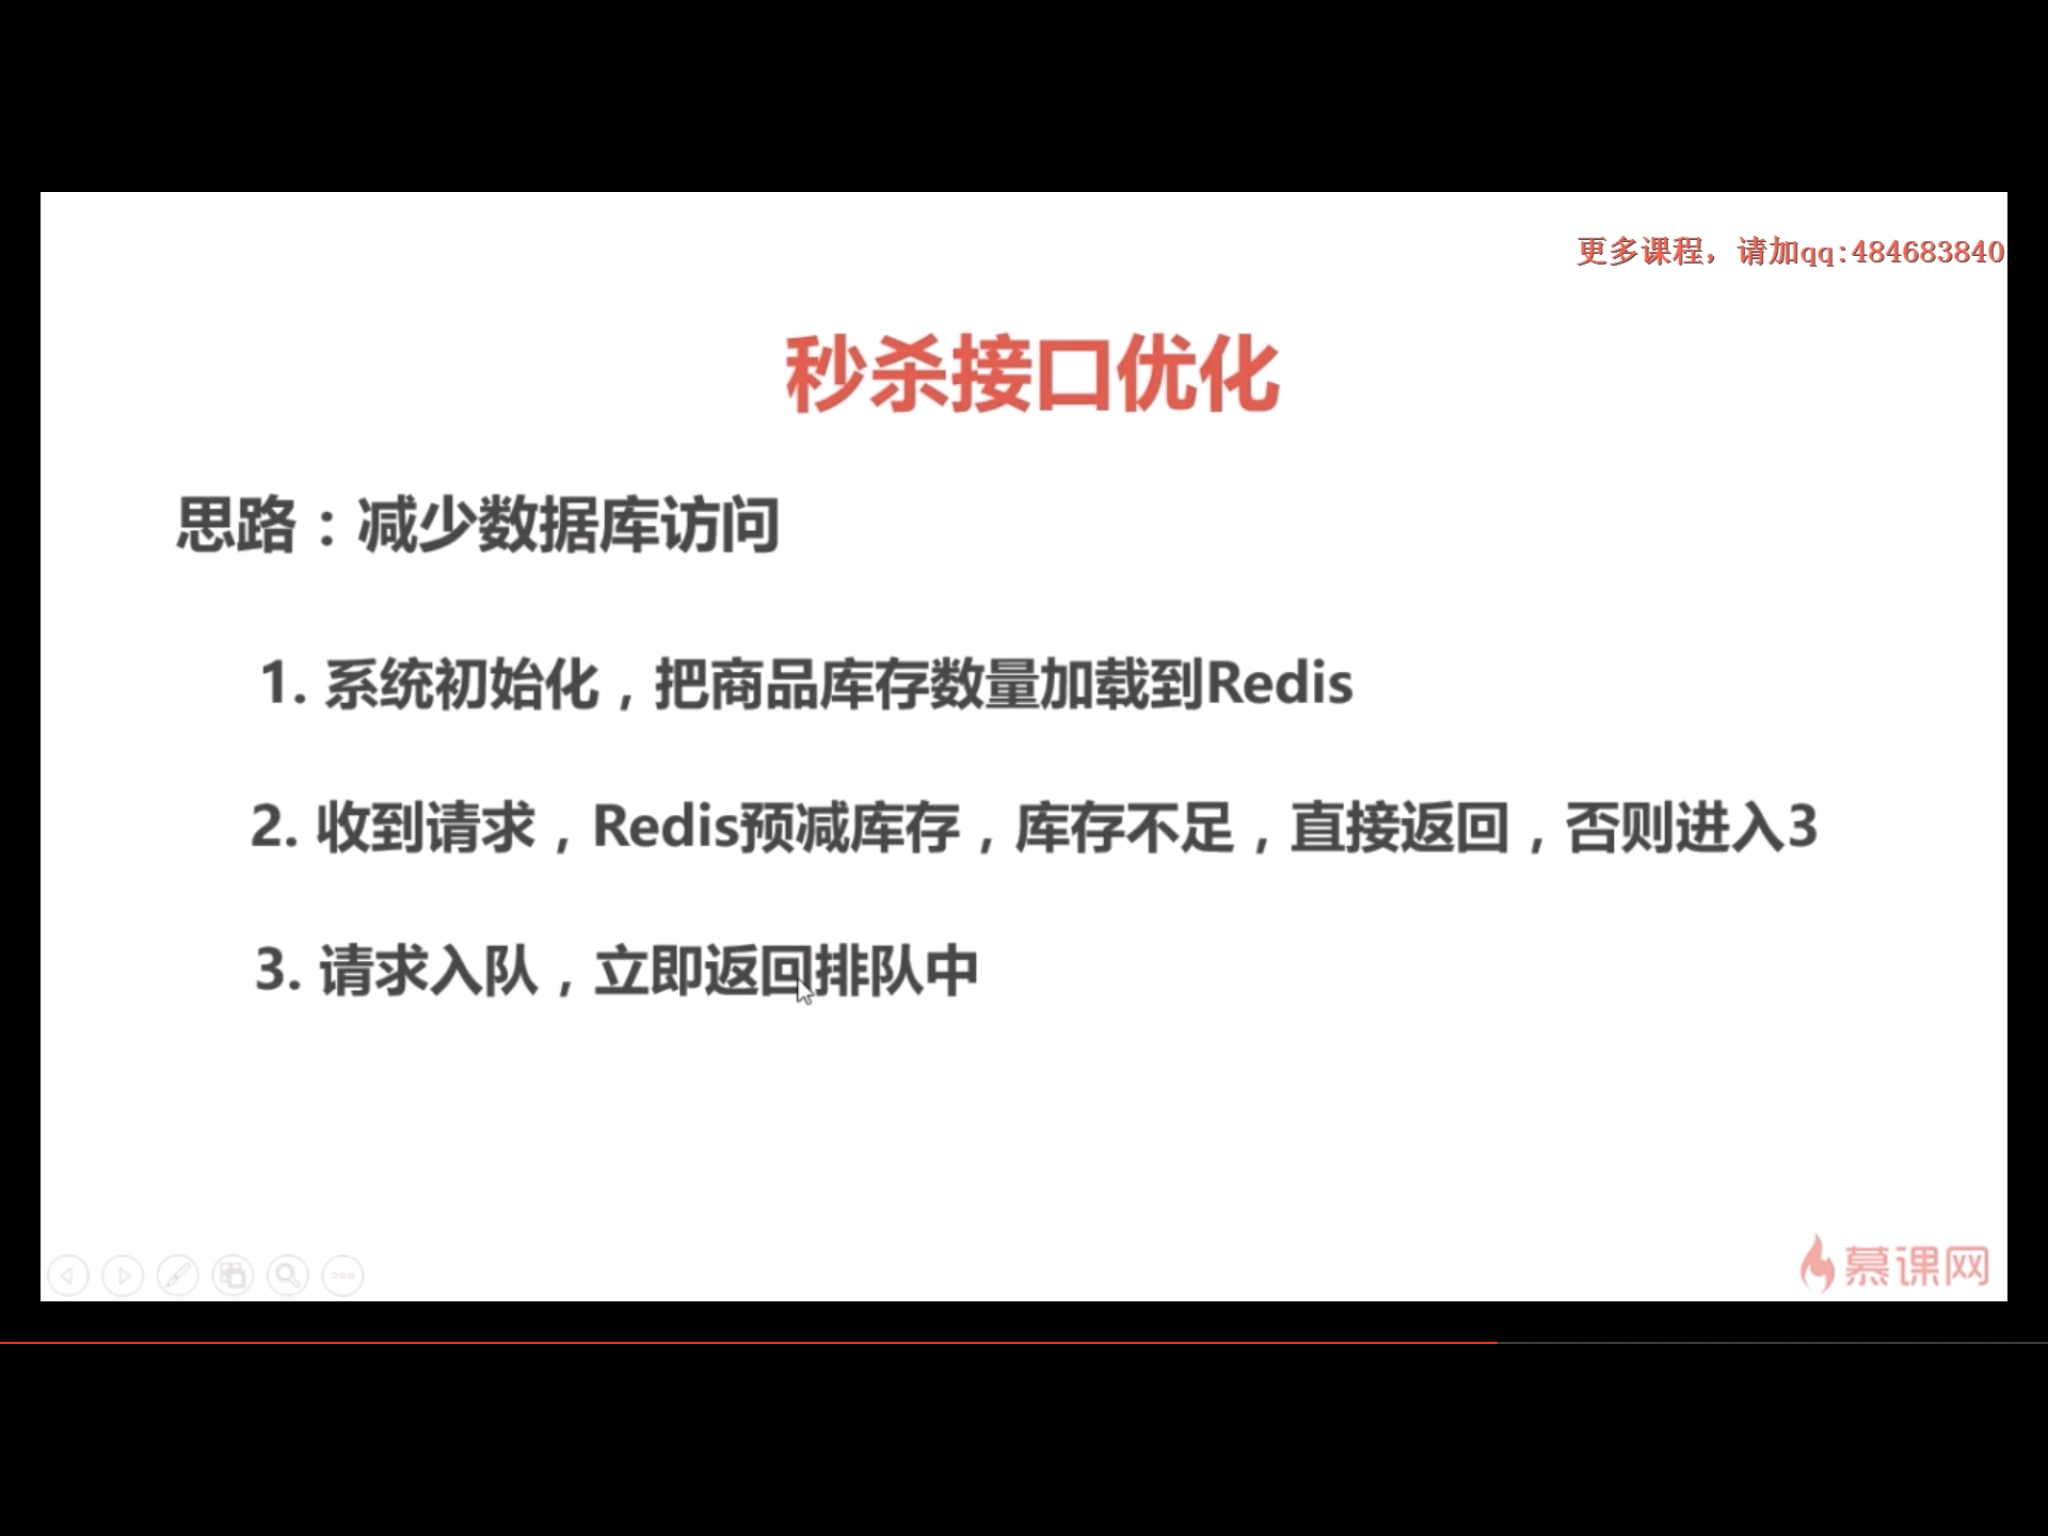 更多课程，请加qq:484683840
秒杀接口优化
思路：减少数据库访问
1. 系统初始化，把商品库存数量加载到Redis
2. 收到请求，Redis预减库存，库存不足，直接返回，否则进入3
3. 请求入队，立即返回排队中
慕课网